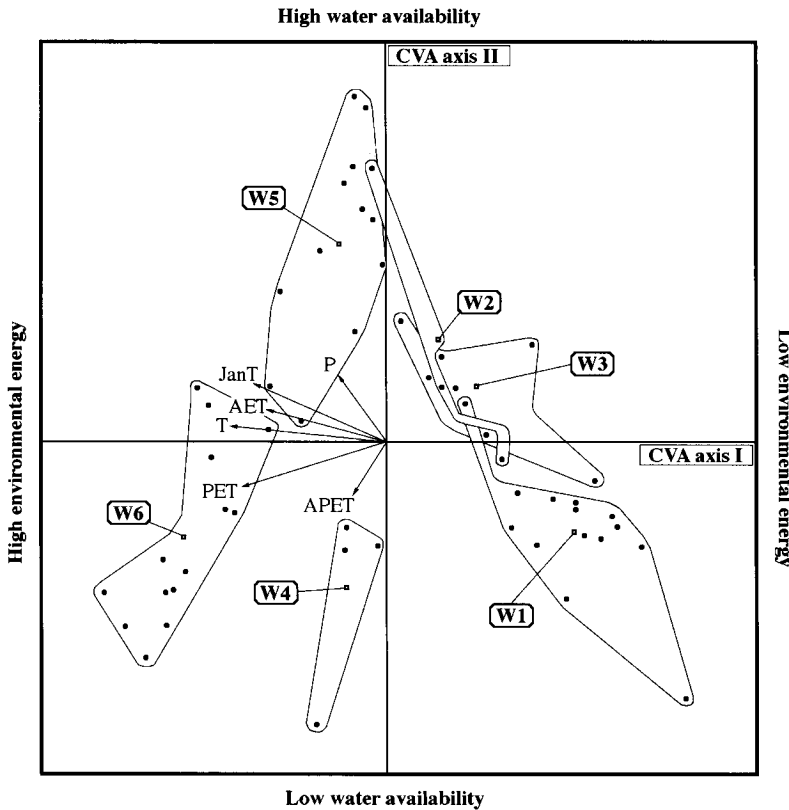 High water availability
CVA axis II
W5
W2
High environmental energy
Low environmental energy
P
W3
JanT
AET
T
CVA axis I
PET
APET
W6
W4
W1
Low water availability